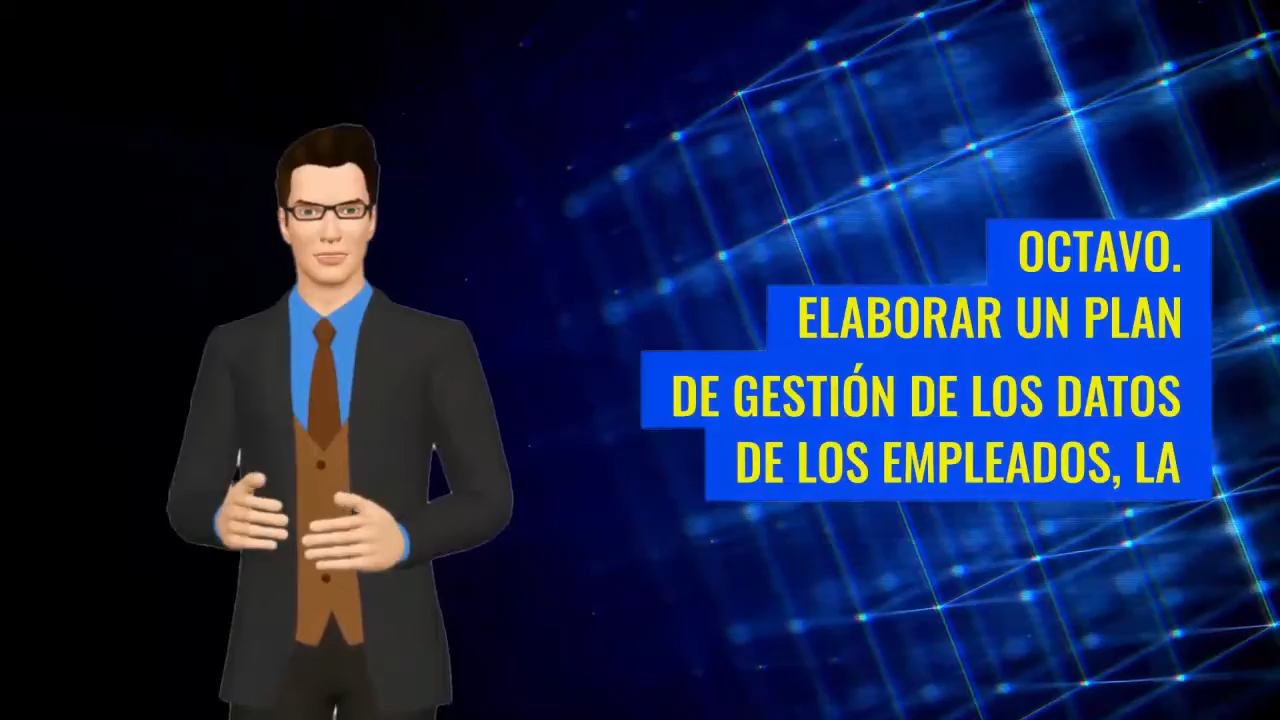 OCTAVO.
ELABORAR UN PLAN
DE GESTIÓN DE LOS DATOS
DE LOS EMPLEADOS, LA